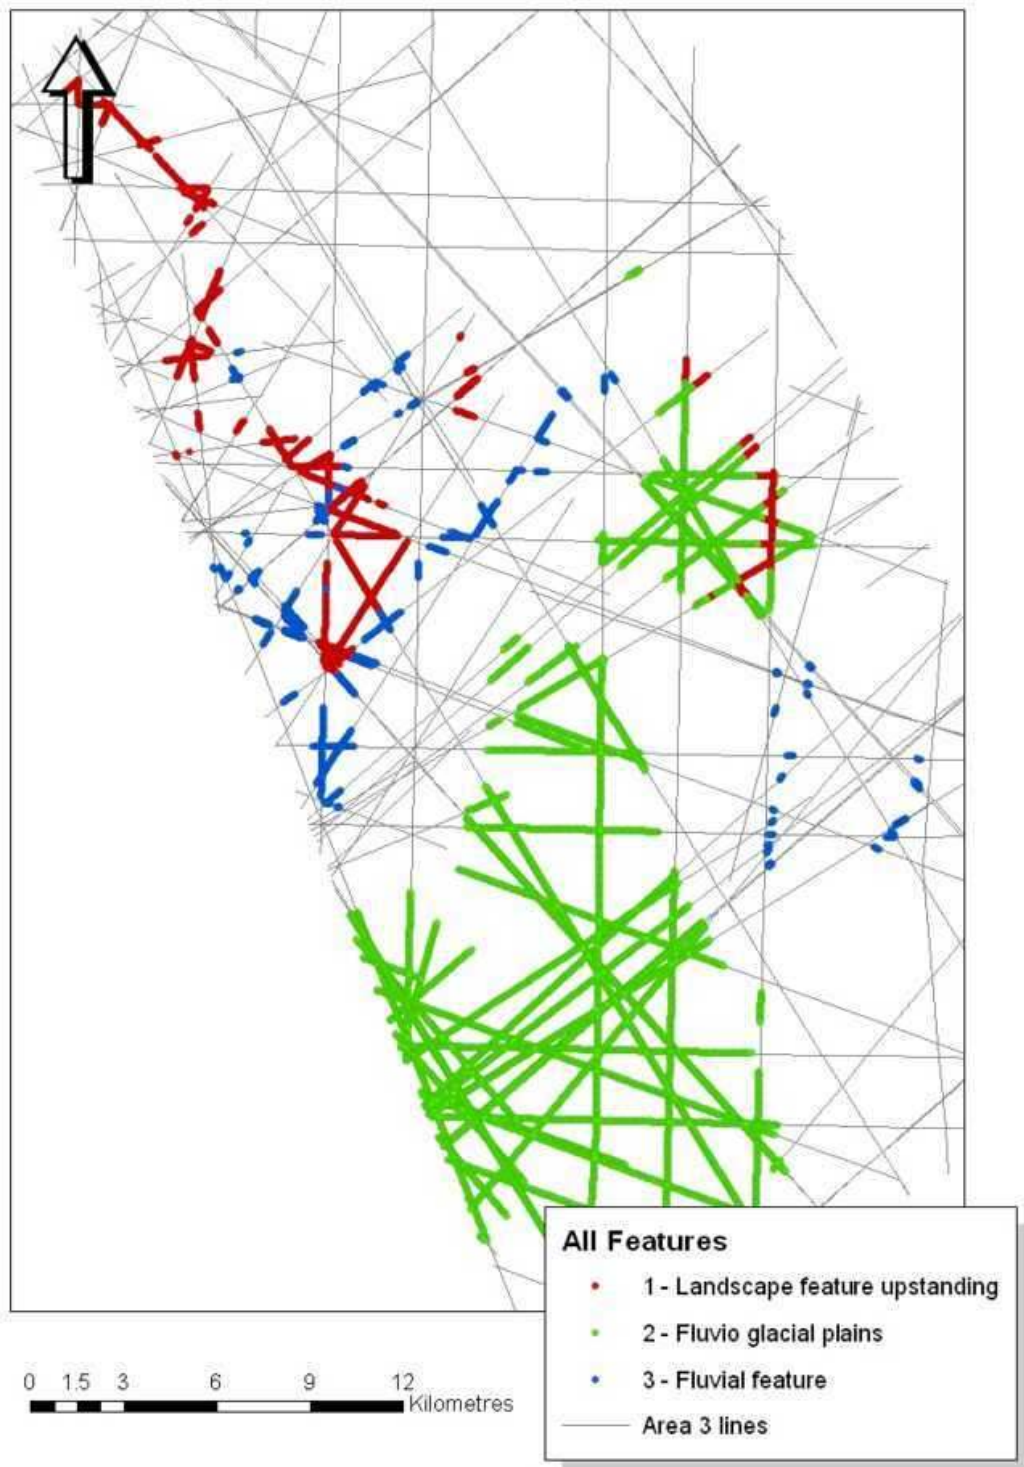 All Features
1 - Landscape feature upstanding
2 - Fluvio glacial plains
3 - Fluvial feature
Area 3 lines
0 1.5 3 6 9 12
Kilometres